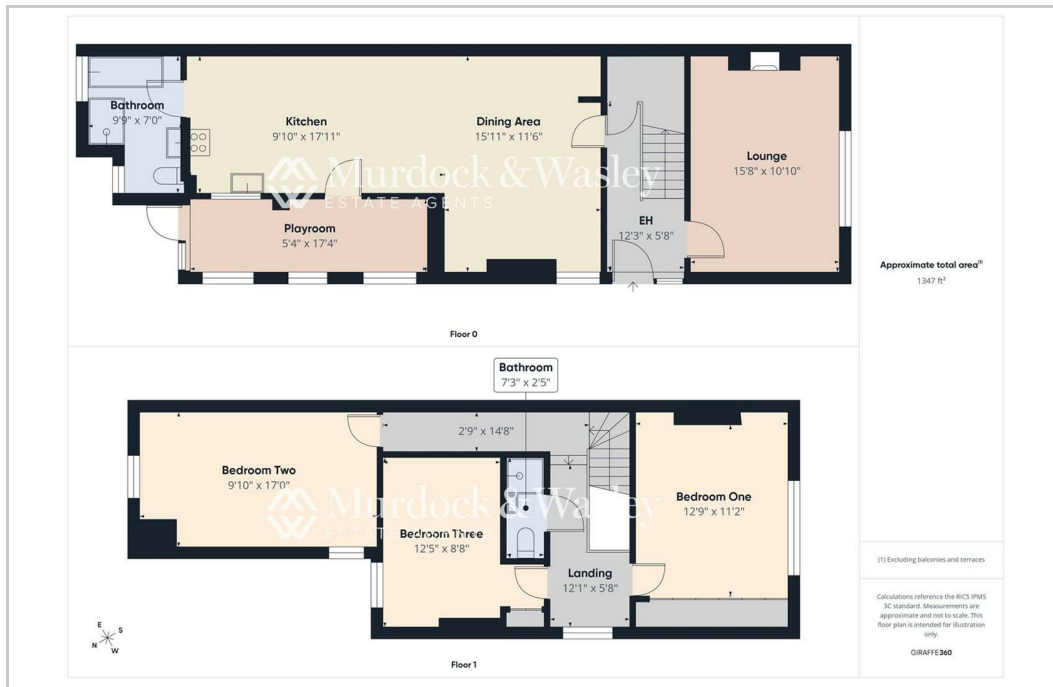 Bathroom
9'9" x 7'0"
Kitchen
9'10" x 17'11"
Dining Area
15'11" x 11'6"
Lounge
15'8" x 10'10"
Murdock & Wasley
ESTATE AGENTS
Playroom
5'4" x 17'4"
EH
12'3" x 5'8"
Floor 0
Approximate total area(1)
1347 ft²
Bathroom
7'3" x 2'5"
2'9" x 14'8"
Bedroom Two
9'10" x 17'0"
Bedroom One
12'9" x 11'2"
Murdock & Wasley
ESTATE AGENTS
Bedroom Three
12'5" x 8'8"
Landing
12'1" x 5'8"
E
S
N
W
Floor 1
(1) Excluding balconies and terraces
Calculations reference the RICS IPMS
3C standard. Measurements are
approximate and not to scale. This
floor plan is intended for illustration
only.
GIRAFFE360